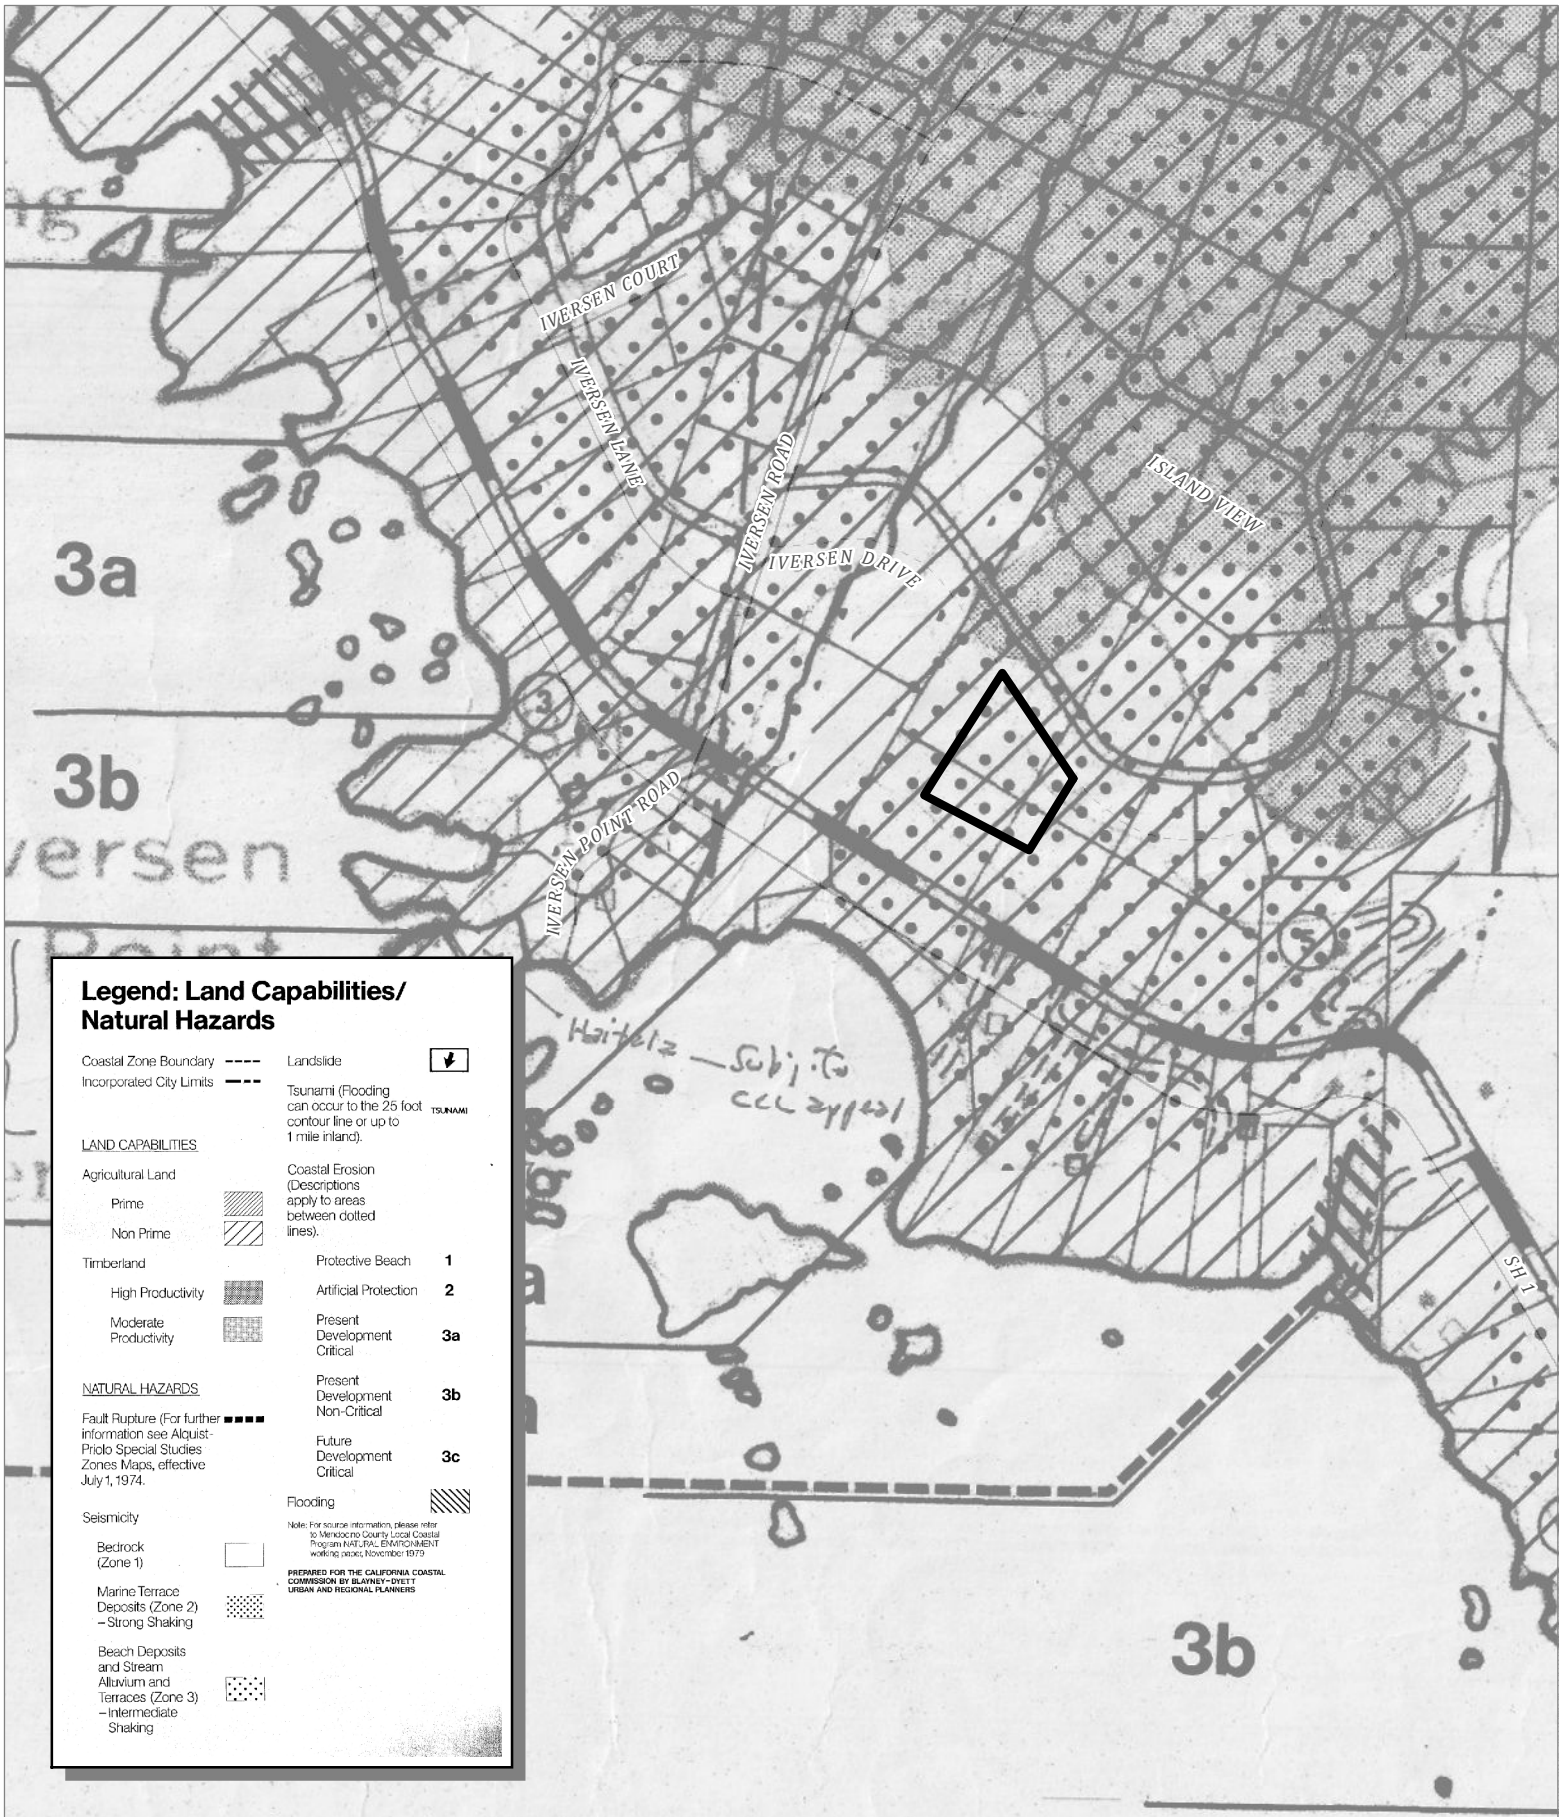 ng
IVERSEN COURT
IVERSEN LANE
IVERSEN ROAD
ISLAND VIEW
IVERSEN DRIVE
3a
3
3b
IVERSEN POINT ROAD
versen
Point
5
Haitelz — Subj. To
CCC appeal
SH 1
3b
Legend: Land Capabilities/
Natural Hazards
Coastal Zone Boundary
Incorporated City Limits
LAND CAPABILITIES
Agricultural Land
Prime
Non Prime
Timberland
High Productivity
Moderate
Productivity
NATURAL HAZARDS
Fault Rupture (For further
information see Alquist-
Priolo Special Studies
Zones Maps, effective
July 1, 1974.
Seismicity
Bedrock
(Zone 1)
Marine Terrace
Deposits (Zone 2)
– Strong Shaking
Beach Deposits
and Stream
Alluvium and
Terraces (Zone 3)
– Intermediate
Shaking
Landslide
Tsunami (Flooding
can occur to the 25 foot
contour line or up to
1 mile inland).
TSUNAMI
Coastal Erosion
(Descriptions
apply to areas
between dotted
lines).
Protective Beach 1
Artificial Protection 2
Present
Development 3a
Critical
Present
Development 3b
Non-Critical
Future
Development 3c
Critical
Flooding
Note: For source information, please refer
to Mendocino County Local Coastal
Program NATURAL ENVIRONMENT
working paper, November 1979
PREPARED FOR THE CALIFORNIA COASTAL
COMMISSION BY BLAYNEY–DYETT
URBAN AND REGIONAL PLANNERS